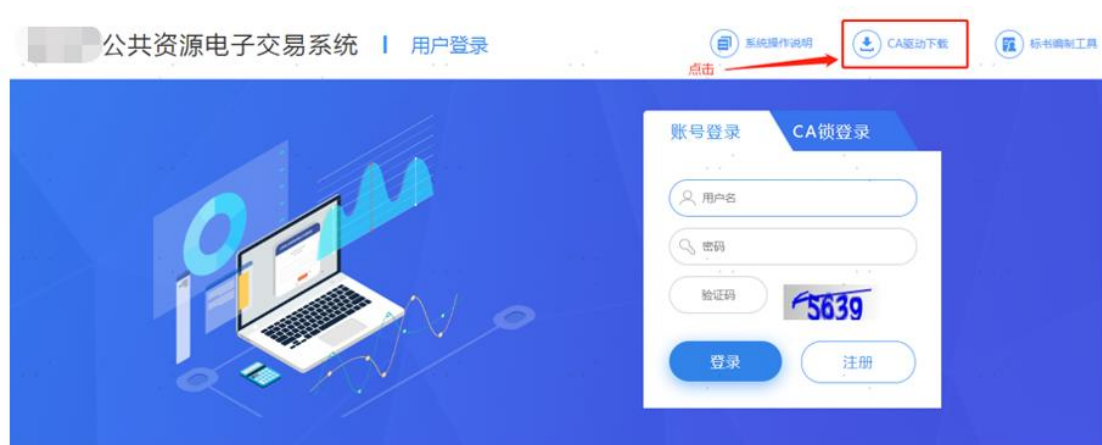 公共资源电子交易系统 | 用户登录
系统操作说明
CA驱动下载
标书编制工具
点击
账号登录
CA锁登录
用户名
密码
验证码
5639
登录
注册